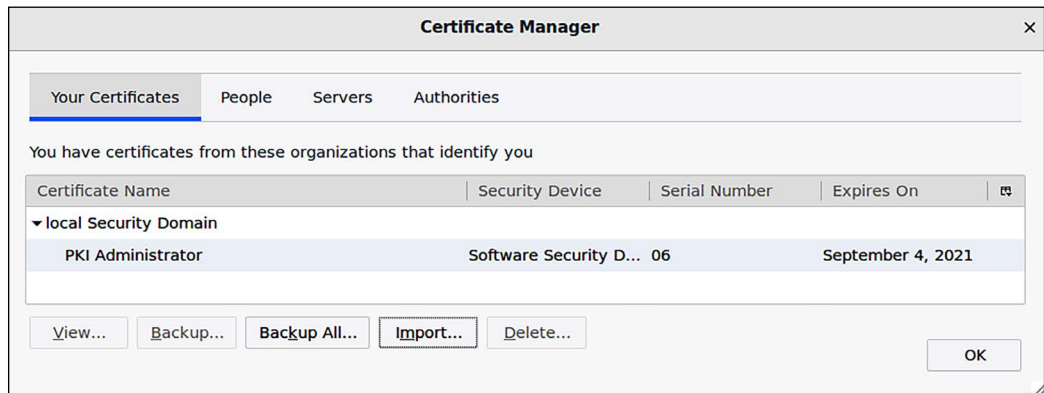 Certificate Manager ×
Your Certificates People Servers Authorities
You have certificates from these organizations that identify you
Certificate Name Security Device Serial Number Expires On
local Security Domain
PKI Administrator Software Security D... 06 September 4, 2021
View... Backup... Backup All... Import... Delete...
OK